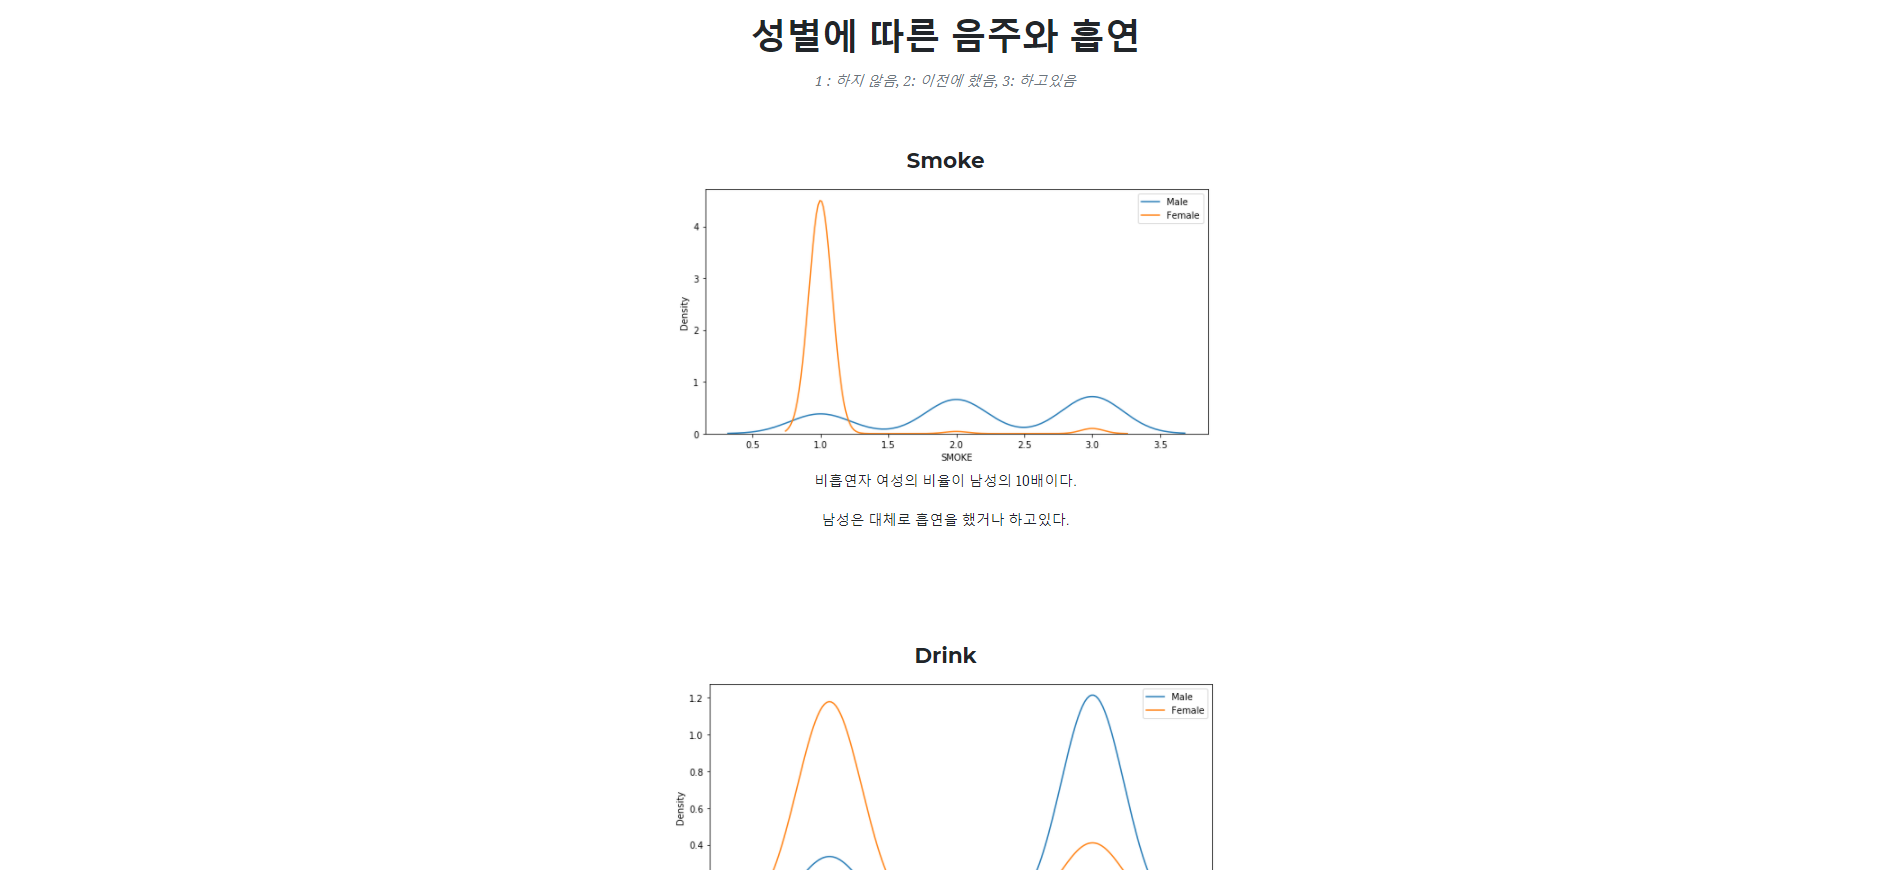 성별에 따른 음주와 흡연
1 : 하지 않음, 2: 이전에 했음, 3: 하고있음
Smoke
Male
Female
4
3
2
1
0
Density
0.5 1.0 1.5 2.0 2.5 3.0 3.5
SMOKE
비흡연자 여성의 비율이 남성의 10배이다.
남성은 대체로 흡연을 했거나 하고있다.
Drink
Male
Female
1.2
1.0
0.8
0.6
0.4
Density